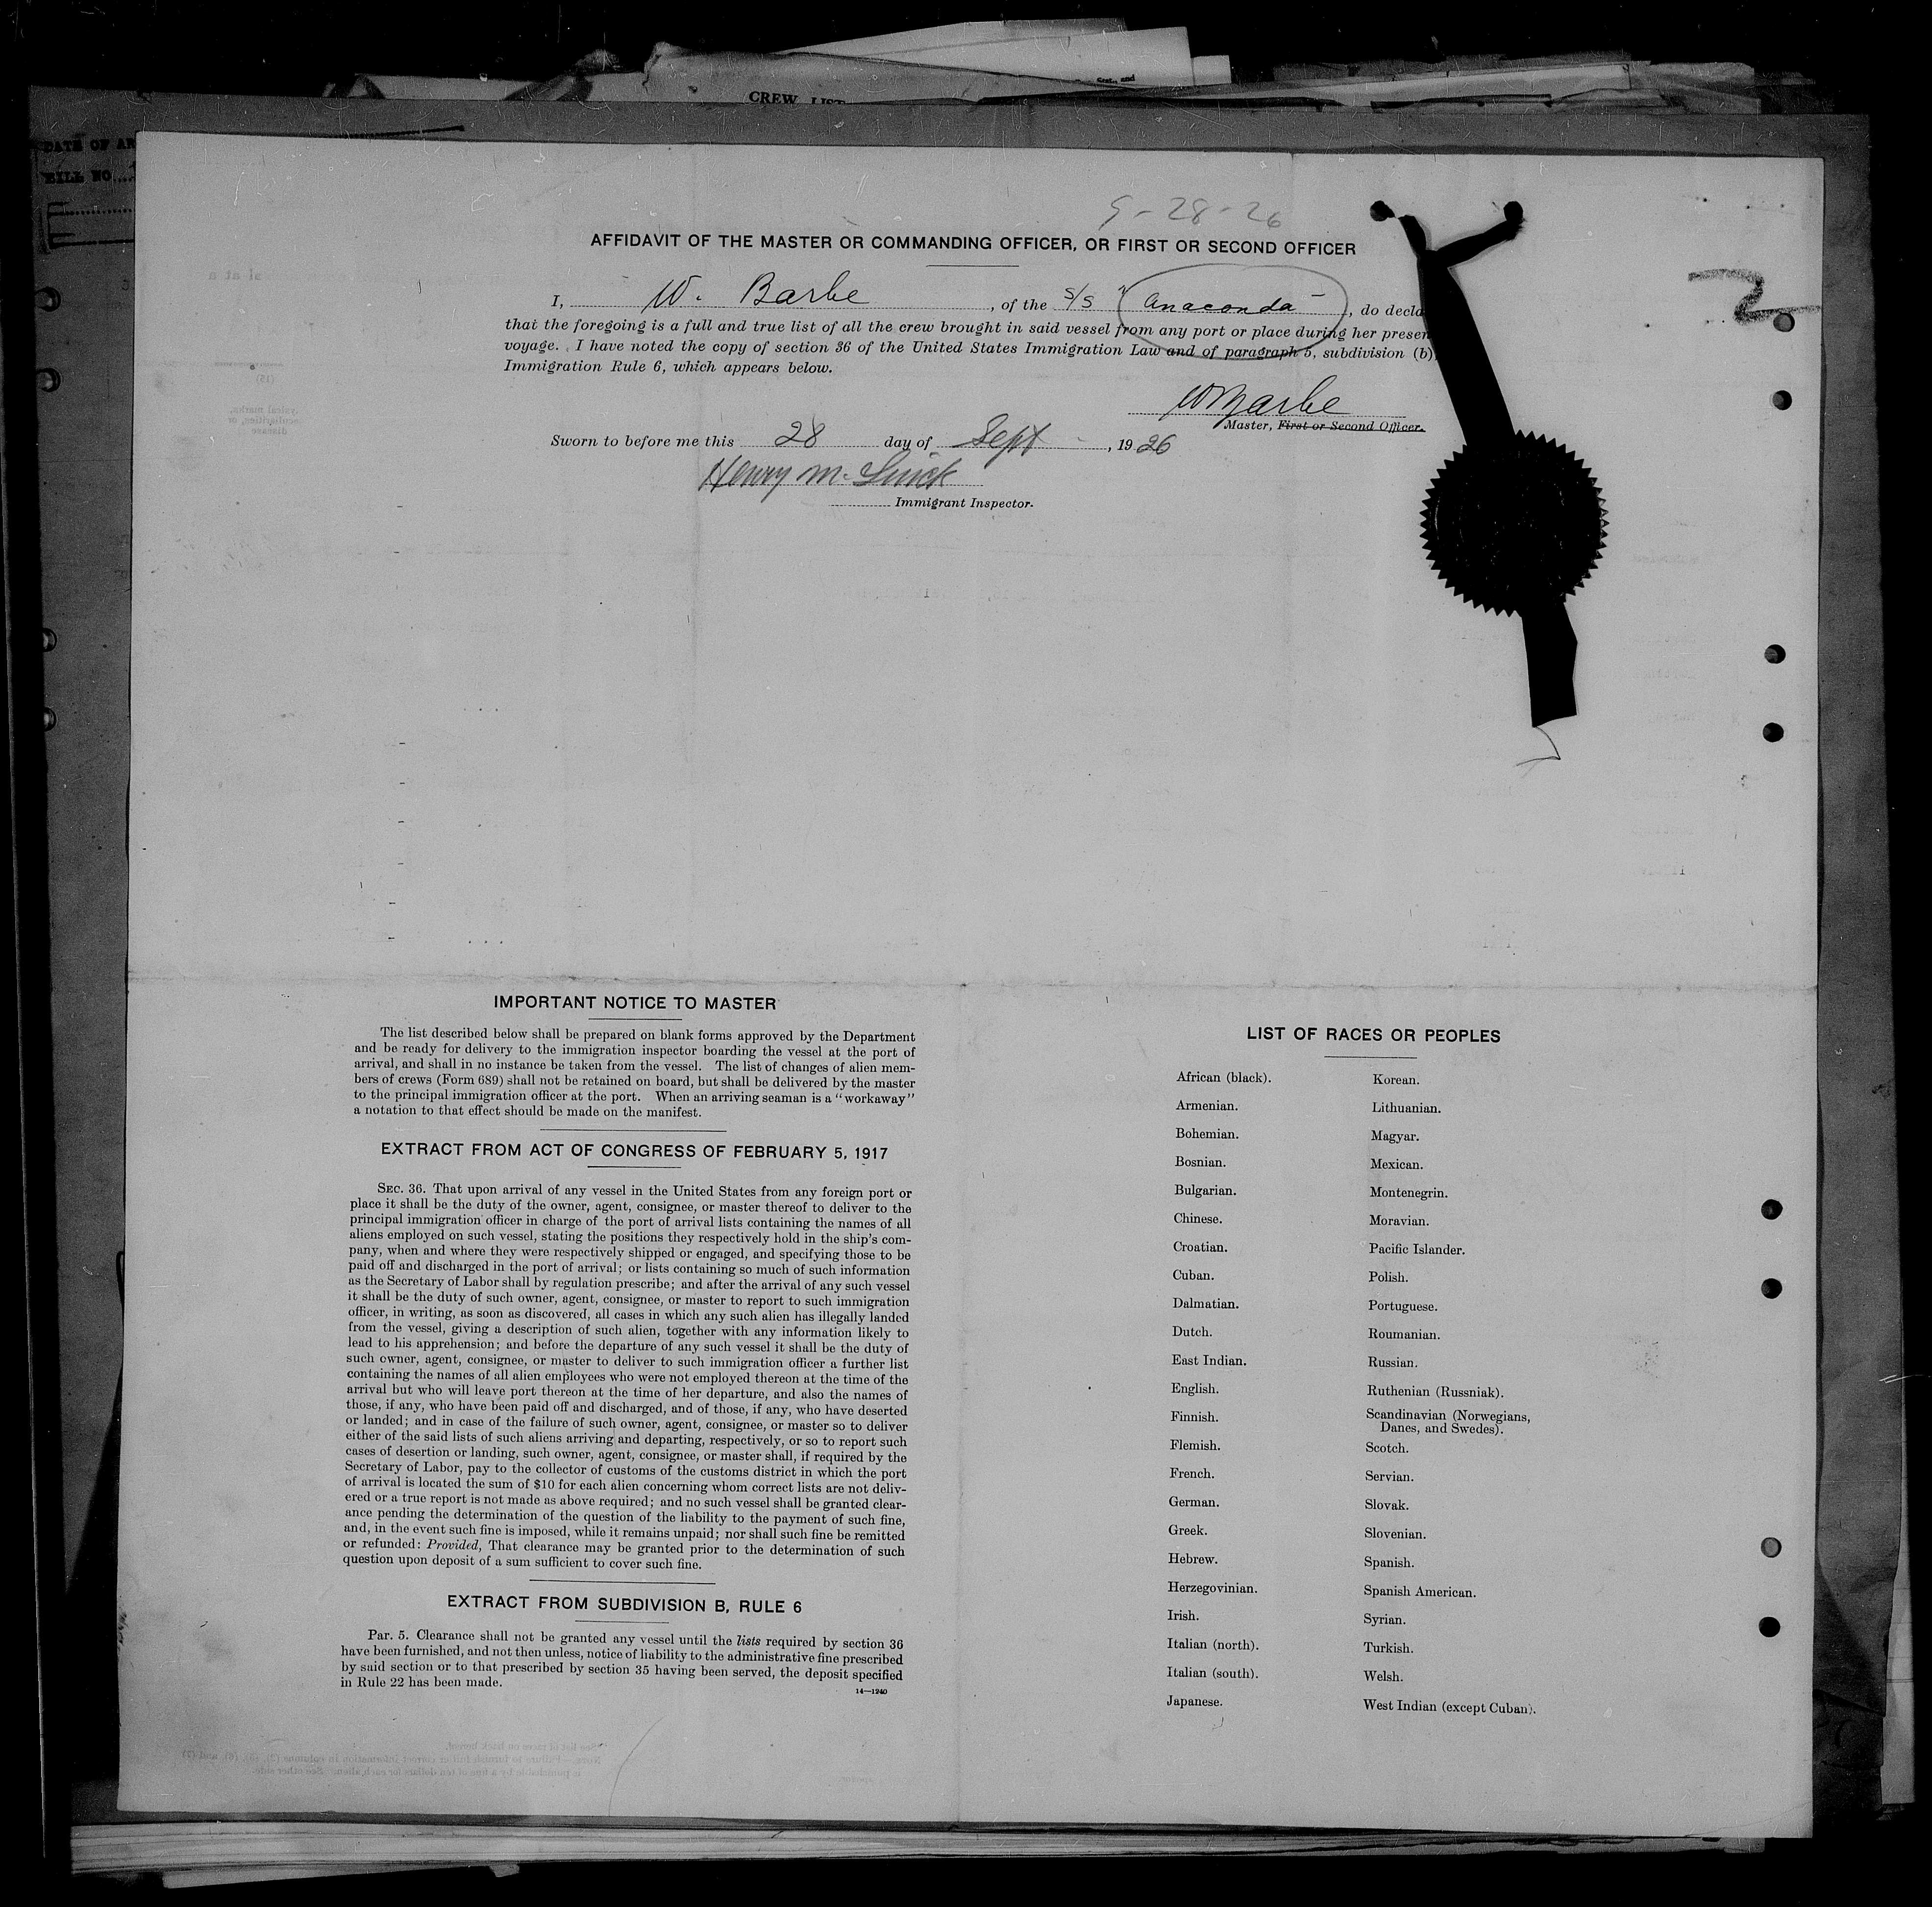 CREW LIST
Seat., and
DATE OF AR
BILL NO.
9-28-26
AFFIDAVIT OF THE MASTER OR COMMANDING OFFICER, OR FIRST OR SECOND OFFICER
2
I, W. Barbe, of the S/S "Anaconda", do decla
that the foregoing is a full and true list of all the crew brought in said vessel from any port or place during her presen
voyage. I have noted the copy of section 36 of the United States Immigration Law and of paragraph 5, subdivision (b)
Immigration Rule 6, which appears below.
W Barbe
Master, First or Second Officer.
Sworn to before me this 28 day of Sept, 1926
Henry M.
Immigrant Inspector.
IMPORTANT NOTICE TO MASTER
The list described below shall be prepared on blank forms approved by the Department
and be ready for delivery to the immigration inspector boarding the vessel at the port of
arrival, and shall in no instance be taken from the vessel. The list of changes of alien mem-
bers of crews (Form 689) shall not be retained on board, but shall be delivered by the master
to the principal immigration officer at the port. When an arriving seaman is a "workaway"
a notation to that effect should be made on the manifest.
EXTRACT FROM ACT OF CONGRESS OF FEBRUARY 5, 1917
SEC. 36. That upon arrival of any vessel in the United States from any foreign port or
place it shall be the duty of the owner, agent, consignee, or master thereof to deliver to the
principal immigration officer in charge of the port of arrival lists containing the names of all
aliens employed on such vessel, stating the positions they respectively hold in the ship's com-
pany, when and where they were respectively shipped or engaged, and specifying those to be
paid off and discharged in the port of arrival; or lists containing so much of such information
as the Secretary of Labor shall by regulation prescribe; and after the arrival of any such vessel
it shall be the duty of such owner, agent, consignee, or master to report to such immigration
officer, in writing, as soon as discovered, all cases in which any such alien has illegally landed
from the vessel, giving a description of such alien, together with any information likely to
lead to his apprehension; and before the departure of any such vessel it shall be the duty of
such owner, agent, consignee, or master to deliver to such immigration officer a further list
containing the names of all alien employees who were not employed thereon at the time of the
arrival but who will leave port thereon at the time of her departure, and also the names of
those, if any, who have been paid off and discharged, and of those, if any, who have deserted
or landed; and in case of the failure of such owner, agent, consignee, or master so to deliver
either of the said lists of such aliens arriving and departing, respectively, or so to report such
cases of desertion or landing, such owner, agent, consignee, or master shall, if required by the
Secretary of Labor, pay to the collector of customs of the customs district in which the port
of arrival is located the sum of $10 for each alien concerning whom correct lists are not deliv-
ered or a true report is not made as above required; and no such vessel shall be granted clear-
ance pending the determination of the question of the liability to the payment of such fine,
and, in the event such fine is imposed, while it remains unpaid; nor shall such fine be remitted
or refunded: Provided, That clearance may be granted prior to the determination of such
question upon deposit of a sum sufficient to cover such fine.
EXTRACT FROM SUBDIVISION B, RULE 6
Par. 5. Clearance shall not be granted any vessel until the lists required by section 36
have been furnished, and not then unless, notice of liability to the administrative fine prescribed
by said section or to that prescribed by section 35 having been served, the deposit specified
in Rule 22 has been made.
14—1240
LIST OF RACES OR PEOPLES
African (black).
Armenian.
Bohemian.
Bosnian.
Bulgarian.
Chinese.
Croatian.
Cuban.
Dalmatian.
Dutch.
East Indian.
English.
Finnish.
Flemish.
French.
German.
Greek.
Hebrew.
Herzegovinian.
Irish.
Italian (north).
Italian (south).
Japanese.
Korean.
Lithuanian.
Magyar.
Mexican.
Montenegrin.
Moravian.
Pacific Islander.
Polish.
Portuguese.
Roumanian.
Russian.
Ruthenian (Russniak).
Scandinavian (Norwegians,
Danes, and Swedes).
Scotch.
Servian.
Slovak.
Slovenian.
Spanish.
Spanish American.
Syrian.
Turkish.
Welsh.
West Indian (except Cuban).